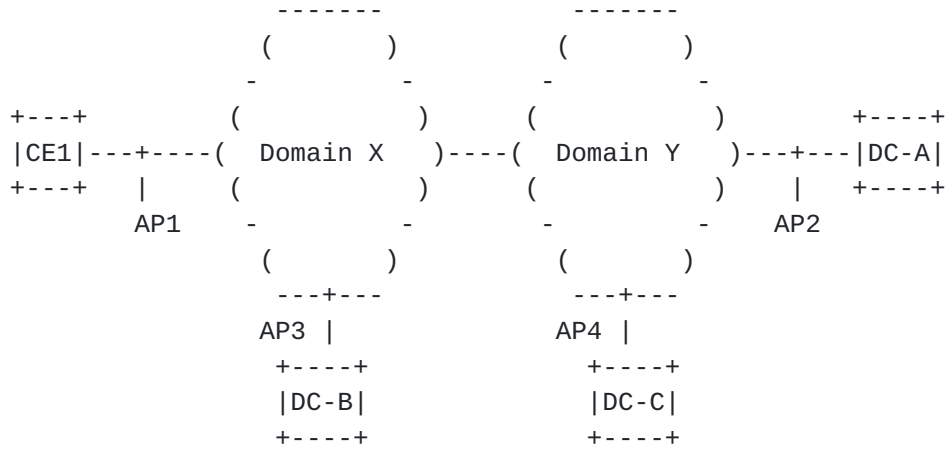 -------            -------
                (       )          (       )
               -         -        -         -
+---+         (           )      (           )        +----+
|CE1|---+----(  Domain X   )----(  Domain Y   )---+---|DC-A|
+---+   |     (           )      (           )    |   +----+
        AP1    -         -        -         -    AP2
                (       )          (       )
                 ---+---            ---+---
                AP3 |              AP4 |
                 +----+              +----+
                 |DC-B|              |DC-C|
                 +----+              +----+